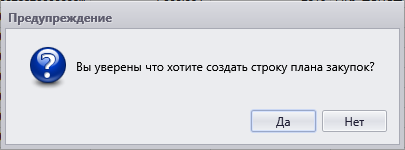 Предупреждение
Вы уверены что хотите создать строку плана закупок?
Да
Нет